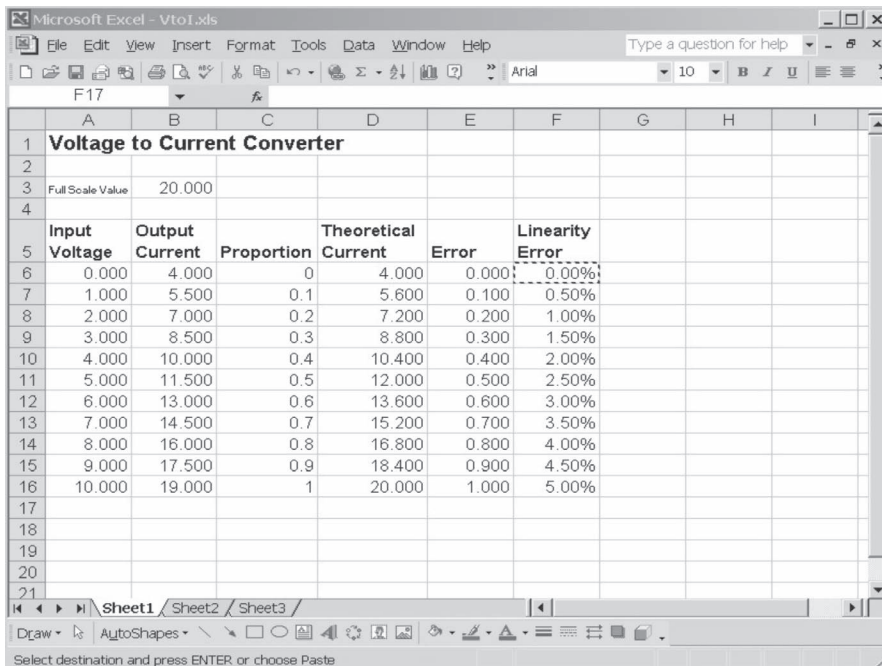 Microsoft Excel - VtoI.xls
File Edit View Insert Format Tools Data Window Help Type a question for help
Arial 10 B I U
F17 fx
A B C D E F G H I
1 Voltage to Current Converter
2
3 Full Scale Value 20.000
4
Input Output Theoretical Linearity
5 Voltage Current Proportion Current Error Error
6 0.000 4.000 0 4.000 0.000 0.00%
7 1.000 5.500 0.1 5.600 0.100 0.50%
8 2.000 7.000 0.2 7.200 0.200 1.00%
9 3.000 8.500 0.3 8.800 0.300 1.50%
10 4.000 10.000 0.4 10.400 0.400 2.00%
11 5.000 11.500 0.5 12.000 0.500 2.50%
12 6.000 13.000 0.6 13.600 0.600 3.00%
13 7.000 14.500 0.7 15.200 0.700 3.50%
14 8.000 16.000 0.8 16.800 0.800 4.00%
15 9.000 17.500 0.9 18.400 0.900 4.50%
16 10.000 19.000 1 20.000 1.000 5.00%
17
18
19
20
21
Sheet1 / Sheet2 / Sheet3 /
Draw AutoShapes
Select destination and press ENTER or choose Paste